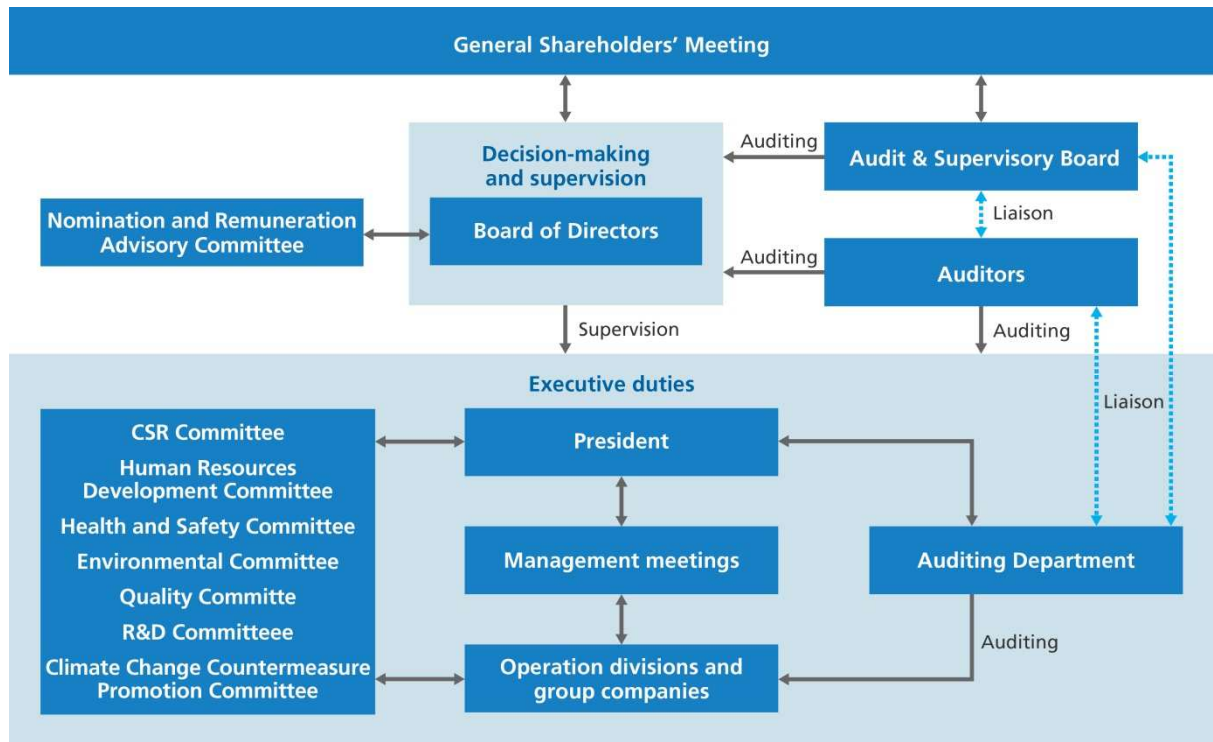 General Shareholders’ Meeting
Decision-making
and supervision
Auditing
Audit & Supervisory Board
Nomination and Remuneration
Advisory Committee
Board of Directors
Liaison
Auditing
Auditors
Supervision
Auditing
Executive duties
CSR Committee
Human Resources
Development Committee
Health and Safety Committee
Environmental Committee
Quality Committe
R&D Committeee
Climate Change Countermeasure
Promotion Committee
President
Liaison
Management meetings
Auditing Department
Auditing
Operation divisions and
group companies